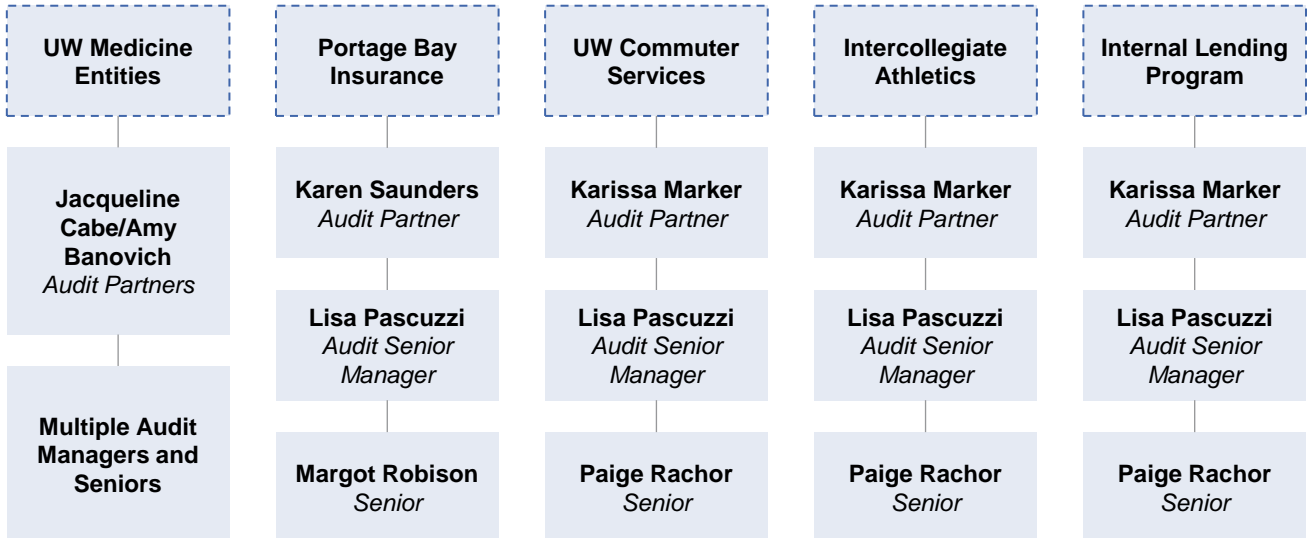 UW Medicine
Entities
Jacqueline
Cabe/Amy
Banovich
Audit Partners
Multiple Audit
Managers and
Seniors
Portage Bay
Insurance
Karen Saunders
Audit Partner
Lisa Pascuzzi
Audit Senior
Manager
Margot Robison
Senior
UW Commuter
Services
Karissa Marker
Audit Partner
Lisa Pascuzzi
Audit Senior
Manager
Paige Rachor
Senior
Intercollegiate
Athletics
Karissa Marker
Audit Partner
Lisa Pascuzzi
Audit Senior
Manager
Paige Rachor
Senior
Internal Lending
Program
Karissa Marker
Audit Partner
Lisa Pascuzzi
Audit Senior
Manager
Paige Rachor
Senior